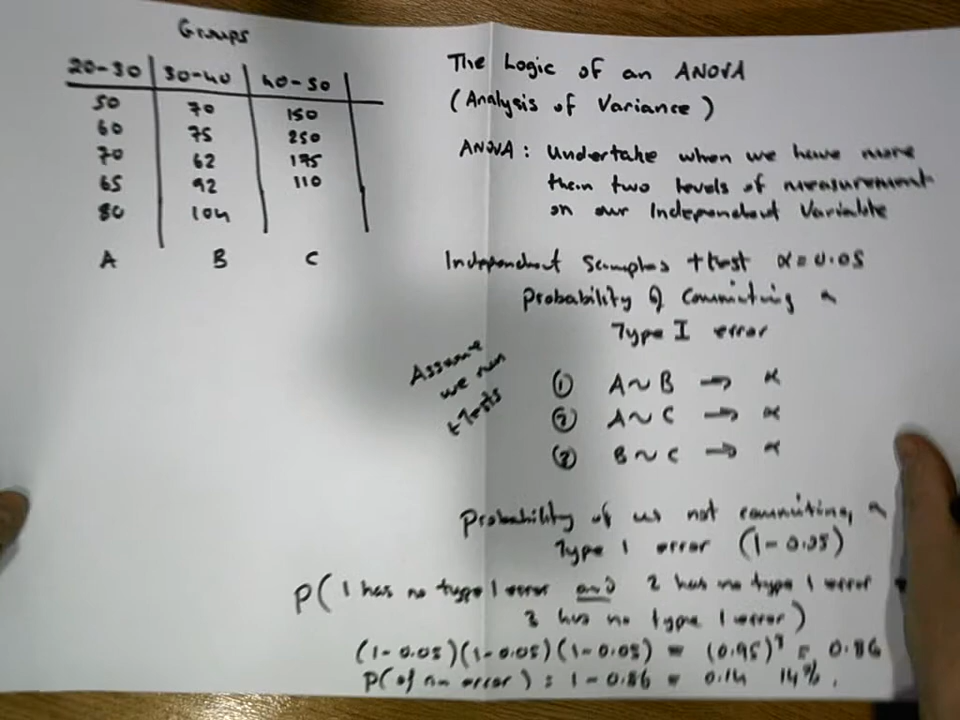 Groups
20-30 30-40 40-50
50 70 150
60 75 250
70 62 175
65 92 110
80 104
A B C
The Logic of an ANOVA
(Analysis of Variance)
ANOVA: Undertake when we have more
than two levels of measurement
on our Independent Variable
Independent Samples t test α=0.05
Probability of Committing a
Type I error
Assume
we run
t Tests
① A~B → α
② A~C → α
③ B~C → α
Probability of us not committing a
Type 1 error (1-0.05)
P(1 has no type 1 error and 2 has no type 1 error
3 has no type 1 error)
(1-0.05)(1-0.05)(1-0.05) = (0.95)³ = 0.86
P(of an error) = 1-0.86 = 0.14 14%.